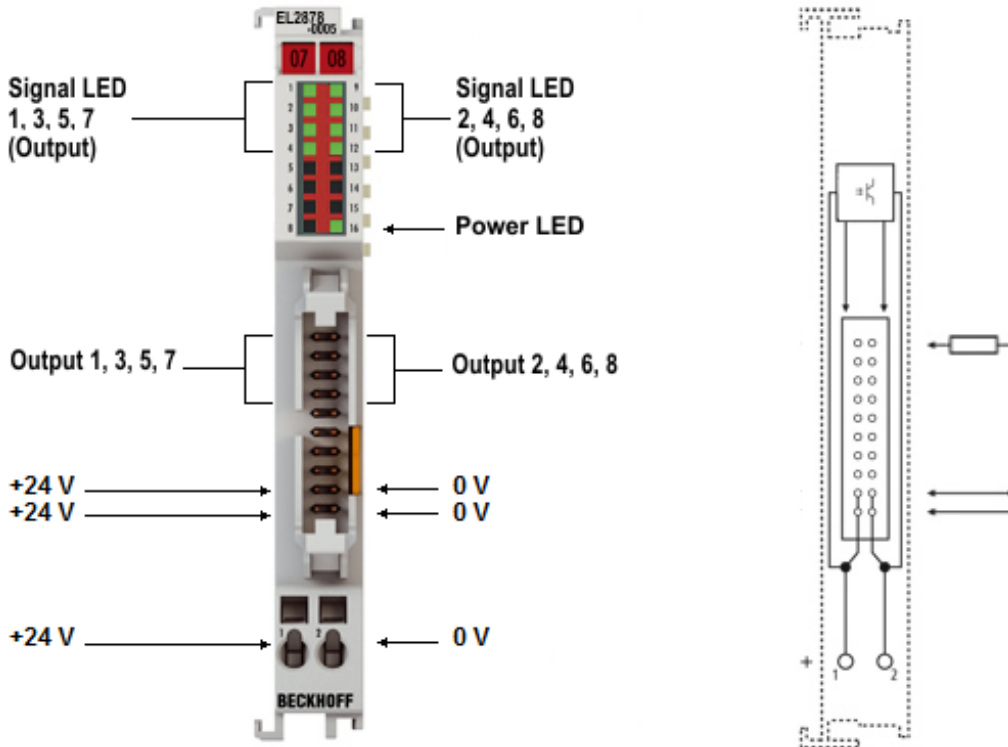 EL2878
-0005
07 08
Signal LED
1, 3, 5, 7
(Output)
Signal LED
2, 4, 6, 8
(Output)
1 9
2 10
3 11
4 12
5 13
6 14
7 15
8 16
Power LED
Output 1, 3, 5, 7
Output 2, 4, 6, 8
+24 V 0 V
+24 V 0 V
+24 V 0 V
1 2
BECKHOFF
+ 1 2